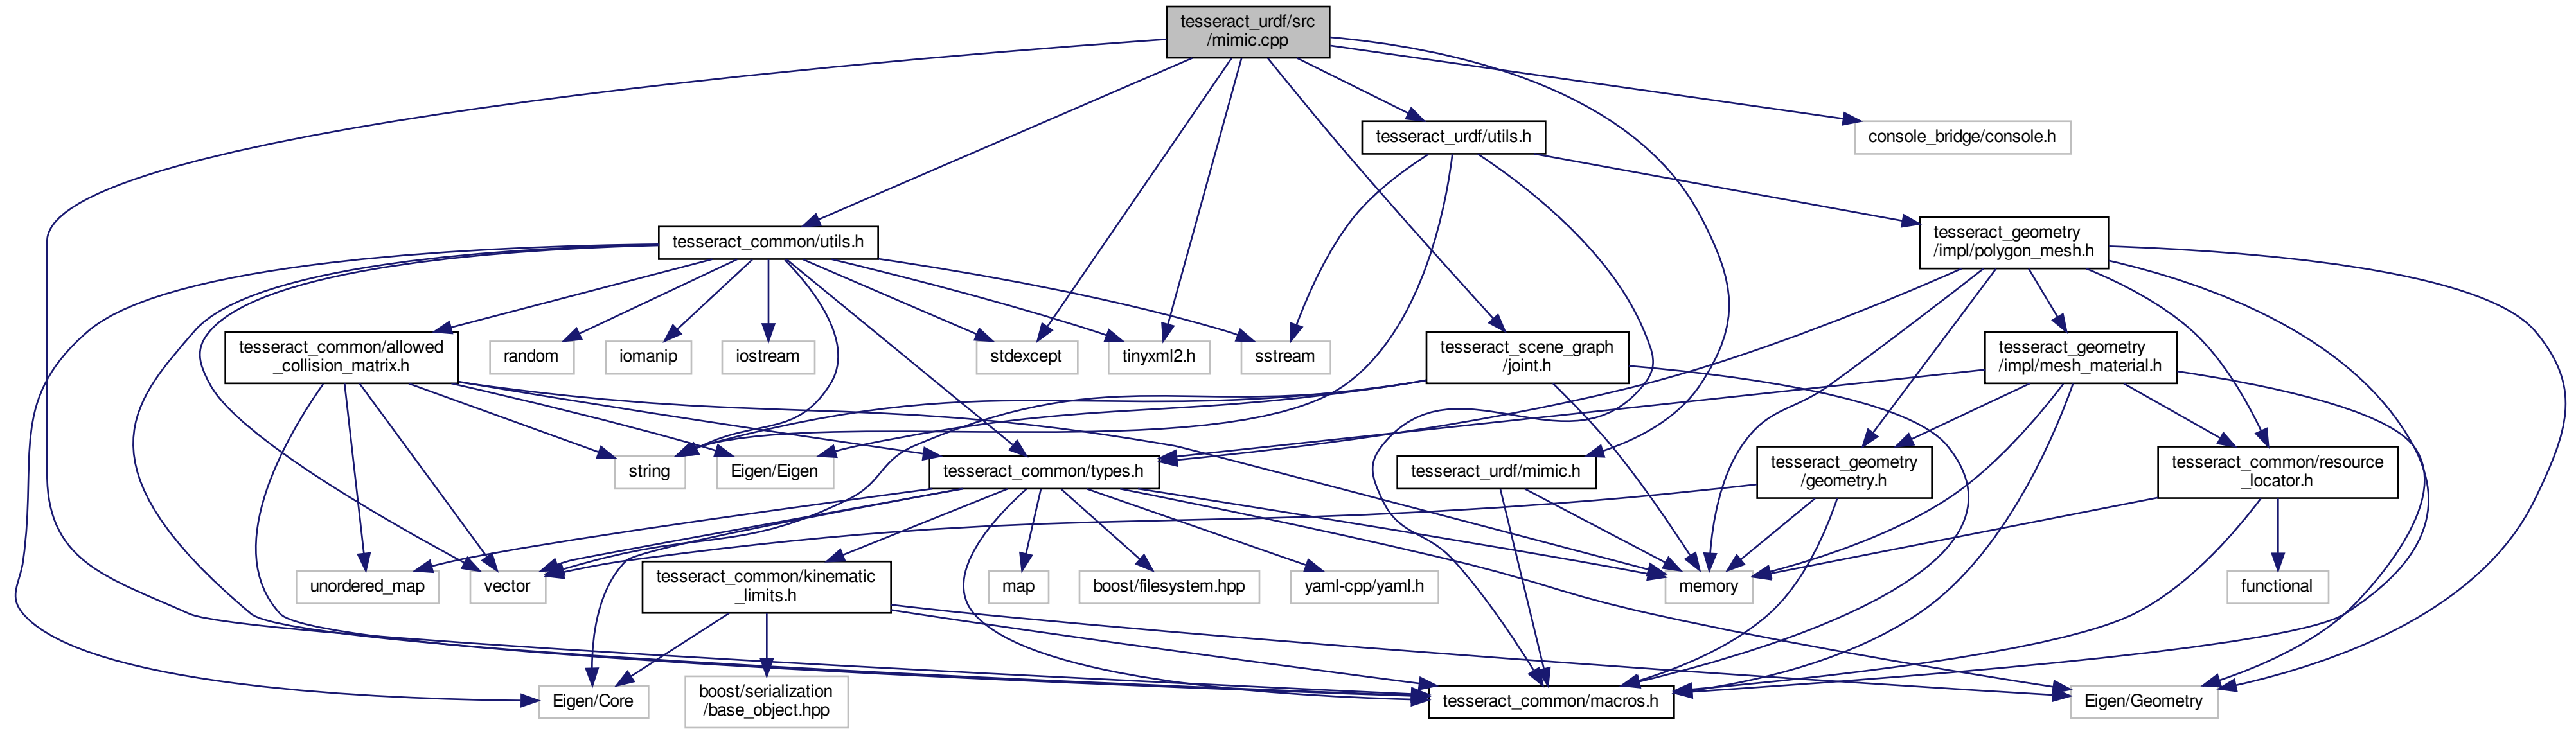 tesseract_urdf/src
/mimic.cpp
tesseract_urdf/utils.h
console_bridge/console.h
tesseract_common/utils.h
tesseract_geometry
/impl/polygon_mesh.h
tesseract_common/allowed
_collision_matrix.h
random
iomanip
iostream
stdexcept
tinyxml2.h
sstream
tesseract_scene_graph
/joint.h
tesseract_geometry
/impl/mesh_material.h
string
Eigen/Eigen
tesseract_common/types.h
tesseract_urdf/mimic.h
tesseract_geometry
/geometry.h
tesseract_common/resource
_locator.h
unordered_map
vector
tesseract_common/kinematic
_limits.h
map
boost/filesystem.hpp
yaml-cpp/yaml.h
memory
functional
Eigen/Core
boost/serialization
/base_object.hpp
tesseract_common/macros.h
Eigen/Geometry